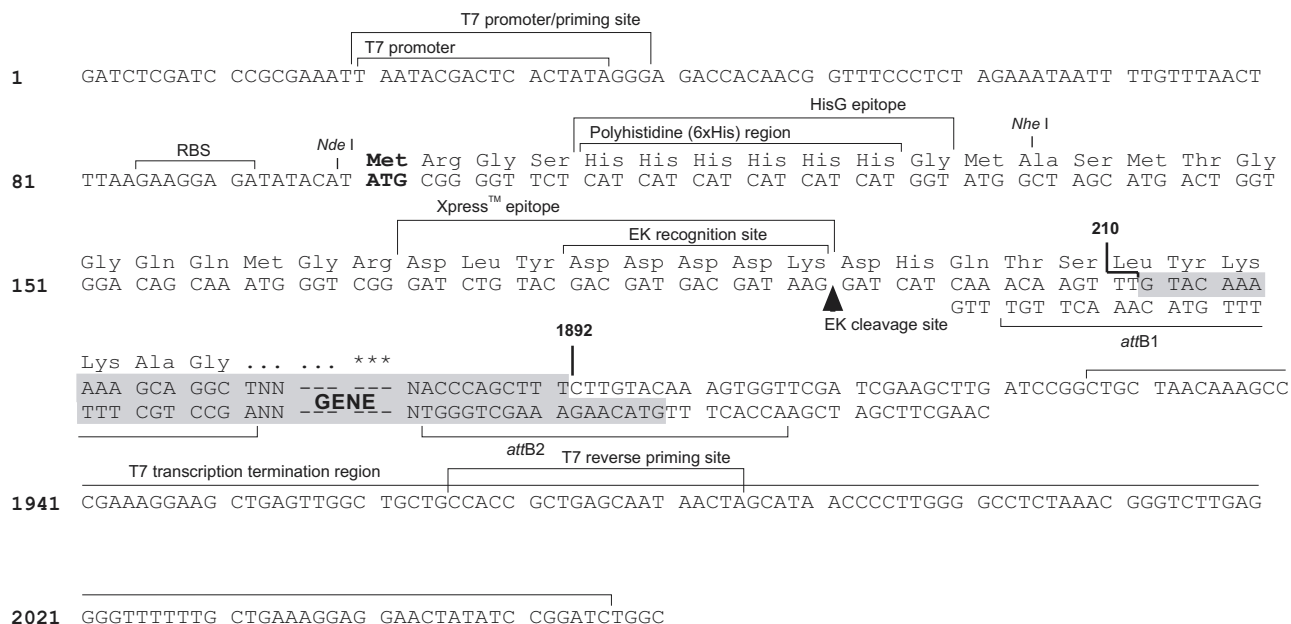 T7 promoter/priming site
T7 promoter
1 GATCTCGATC CCGCGAAATT AATACGACTC ACTATAGGGA GACCACAACG GTTTCCCTCT AGAAATAATT TTGTTTAACT
HisG epitope
Polyhistidine (6xHis) region
Nde I
Nhe I
RBS
Met Arg Gly Ser His His His His His His Gly Met Ala Ser Met Thr Gly
81 TTAAGAAGGA GATATACAT ATG CGG GGT TCT CAT CAT CAT CAT CAT CAT GGT ATG GCT AGC ATG ACT GGT
Xpress™ epitope
EK recognition site
210
Gly Gln Gln Met Gly Arg Asp Leu Tyr Asp Asp Asp Asp Lys Asp His Gln Thr Ser Leu Tyr Lys
151 GGA CAG CAA ATG GGT CGG GAT CTG TAC GAC GAT GAC GAT AAG GAT CAT CAA ACA AGT TTG TAC AAA
GTT TGT TCA AAC ATG TTT
EK cleavage site
attB1
1892
Lys Ala Gly ... ... ***
AAA GCA GGC TNN --- --- NACCCAGCTTT CTTGTACAA AGTGGTTCGA TCGAAGCTTG ATCCGGCTGC TAACAAAGCC
GENE
TTT CGT CCG ANN --- --- NTGGGTCGAA AGAACATGTT TCACCAAGCT AGCTTCGAAC
attB2
T7 transcription termination region
T7 reverse priming site
1941 CGAAAGGAAG CTGAGTTGGC TGCTGCCACC GCTGAGCAAT AACTAGCATA ACCCCTTGGG GCCTCTAAAC GGGTCTTGAG
2021 GGGTTTTTTG CTGAAAGGAG GAACTATATC CGGATCTGGC